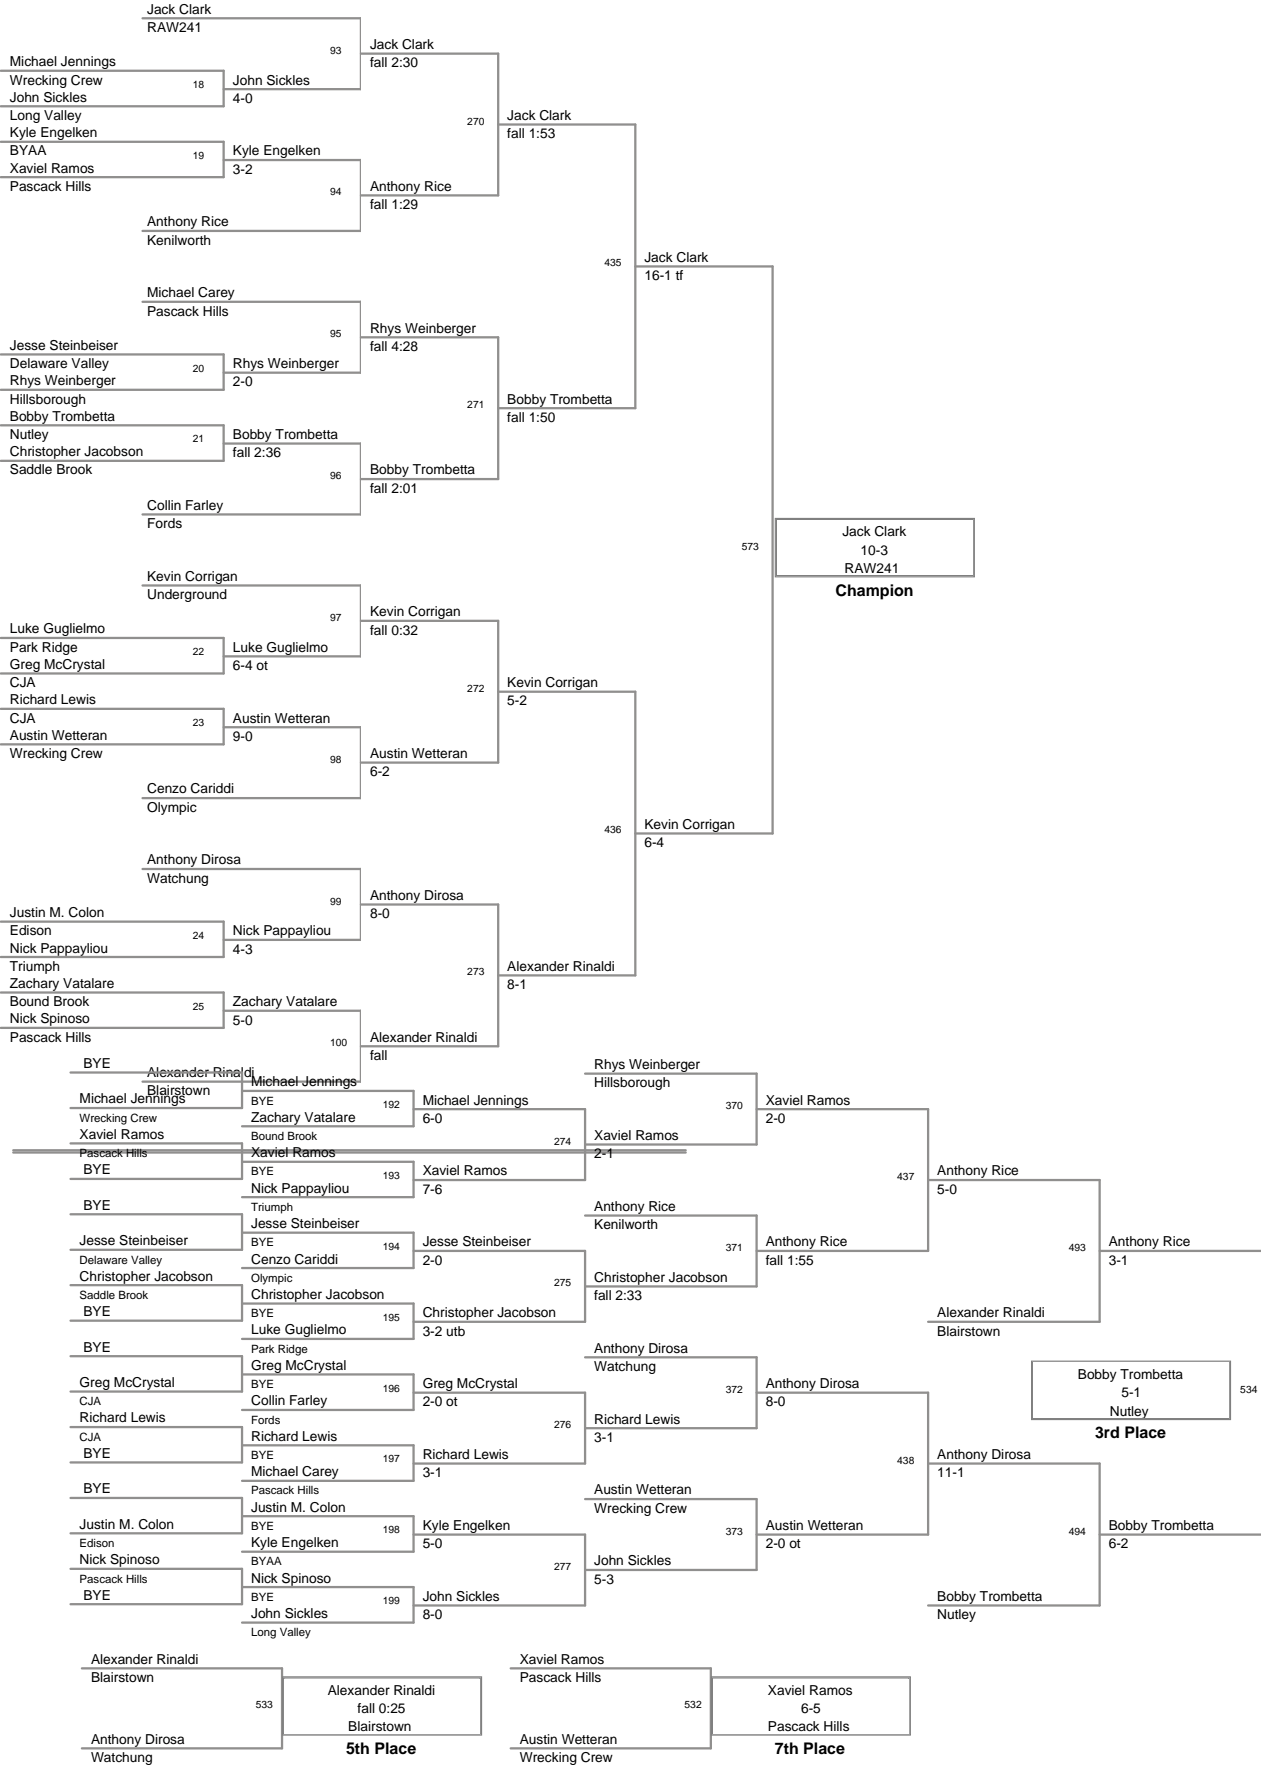 Jack Clark
RAW241
93
Jack Clark
fall 2:30
Michael Jennings
Wrecking Crew
18
John Sickles
John Sickles
4-0
Long Valley
270
Jack Clark
fall 1:53
Kyle Engelken
BYAA
19
Kyle Engelken
Xaviel Ramos
3-2
Pascack Hills
94
Anthony Rice
fall 1:29
Anthony Rice
Kenilworth
435
Jack Clark
16-1 tf
Michael Carey
Pascack Hills
95
Rhys Weinberger
fall 4:28
Jesse Steinbeiser
Delaware Valley
20
Rhys Weinberger
Rhys Weinberger
2-0
Hillsborough
271
Bobby Trombetta
fall 1:50
Bobby Trombetta
Nutley
21
Bobby Trombetta
Christopher Jacobson
fall 2:36
Saddle Brook
96
Bobby Trombetta
fall 2:01
Collin Farley
Fords
573
Jack Clark
10-3
RAW241
Champion
Kevin Corrigan
Underground
97
Kevin Corrigan
fall 0:32
Luke Guglielmo
Park Ridge
22
Luke Guglielmo
Greg McCrystal
6-4 ot
CJA
272
Kevin Corrigan
5-2
Richard Lewis
CJA
23
Austin Wetteran
Austin Wetteran
9-0
Wrecking Crew
98
Austin Wetteran
6-2
Cenzo Cariddi
Olympic
436
Kevin Corrigan
6-4
Anthony Dirosa
Watchung
99
Anthony Dirosa
8-0
Justin M. Colon
Edison
24
Nick Pappayliou
Nick Pappayliou
4-3
Triumph
273
Alexander Rinaldi
8-1
Zachary Vatalare
Bound Brook
25
Zachary Vatalare
Nick Spinoso
5-0
Pascack Hills
100
Alexander Rinaldi
fall
Alexander Rinaldi
Blairstown
BYE
Michael Jennings
Wrecking Crew
Michael Jennings
BYE
192
Zachary Vatalare
Bound Brook
Michael Jennings
6-0
Xaviel Ramos
Pascack Hills
BYE
Xaviel Ramos
BYE
193
Nick Pappayliou
Triumph
Xaviel Ramos
7-6
274
Xaviel Ramos
2-1
Rhys Weinberger
Hillsborough
370
Xaviel Ramos
2-0
BYE
Jesse Steinbeiser
Delaware Valley
Jesse Steinbeiser
BYE
194
Cenzo Cariddi
Olympic
Jesse Steinbeiser
2-0
Christopher Jacobson
Saddle Brook
BYE
Christopher Jacobson
BYE
195
Luke Guglielmo
Park Ridge
Christopher Jacobson
3-2 utb
275
Christopher Jacobson
fall 2:33
Anthony Rice
Kenilworth
371
Anthony Rice
fall 1:55
437
Anthony Rice
5-0
Alexander Rinaldi
Blairstown
493
Anthony Rice
3-1
BYE
Greg McCrystal
CJA
Greg McCrystal
BYE
196
Collin Farley
Fords
Greg McCrystal
2-0 ot
Richard Lewis
CJA
BYE
Richard Lewis
BYE
197
Michael Carey
Pascack Hills
Richard Lewis
3-1
276
Richard Lewis
3-1
Anthony Dirosa
Watchung
372
Anthony Dirosa
8-0
Bobby Trombetta
5-1
Nutley
534
3rd Place
BYE
Justin M. Colon
Edison
Justin M. Colon
BYE
198
Kyle Engelken
BYAA
Kyle Engelken
5-0
Nick Spinoso
Pascack Hills
BYE
Nick Spinoso
BYE
199
John Sickles
Long Valley
John Sickles
8-0
277
John Sickles
5-3
Austin Wetteran
Wrecking Crew
373
Austin Wetteran
2-0 ot
438
Anthony Dirosa
11-1
Bobby Trombetta
Nutley
494
Bobby Trombetta
6-2
Alexander Rinaldi
Blairstown
533
Anthony Dirosa
Watchung
Alexander Rinaldi
fall 0:25
Blairstown
5th Place
Xaviel Ramos
Pascack Hills
532
Austin Wetteran
Wrecking Crew
Xaviel Ramos
6-5
Pascack Hills
7th Place